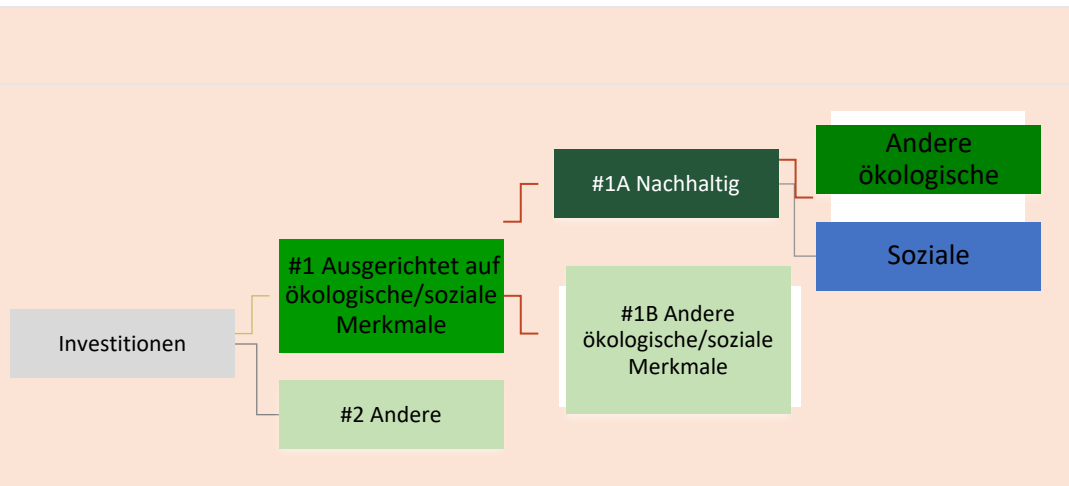 Investitionen
#1 Ausgerichtet auf
ökologische/soziale
Merkmale
#2 Andere
#1A Nachhaltig
#1B Andere
ökologische/soziale
Merkmale
Andere
ökologische
Soziale